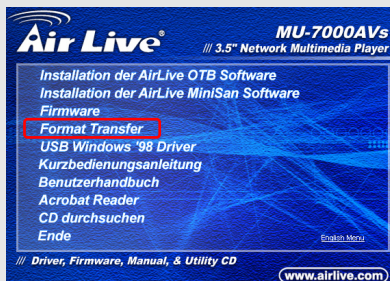 Air Live®
MU-7000AVs
/// 3.5" Network Multimedia Player
Installation der AirLive OTB Software
Installation der AirLive MiniSan Software
Firmware
Format Transfer
USB Windows '98 Driver
Kurzbedienungsanleitung
Benutzerhandbuch
Acrobat Reader
CD durchsuchen
Ende
English Menu
/// Driver, Firmware, Manual, & Utility CD
www.airlive.com